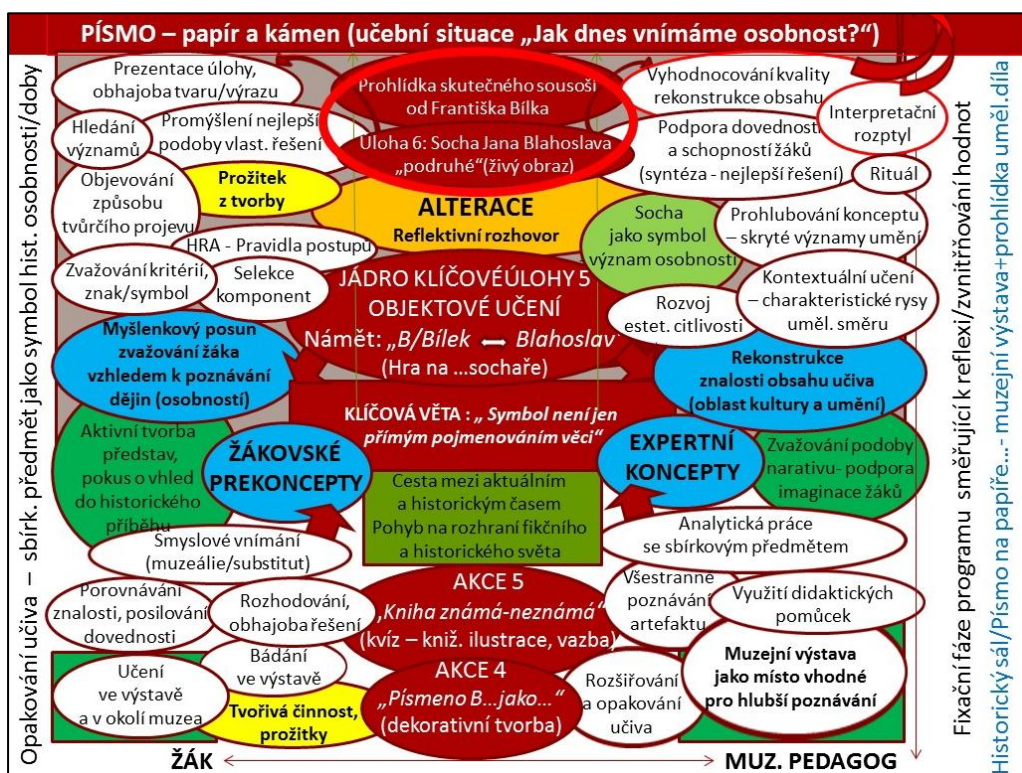 PÍSMO – papír a kámen (učební situace „Jak dnes vnímáme osobnost?“)
Opakování učiva – sbírk. předmět jako symbol hist. osobnosti/doby
Prezentace úlohy,
obhajoba tvaru/výrazu
Hledání
významů
Promýšlení nejlepší
podoby vlast. řešení
Objevování
způsobu
tvůrčího projevu
Prožitek
z tvorby
HRA - Pravidla postupů
Zvažování kritérií,
znak/symbol
Selekce
komponent
Myšlenkový posun
zvažování žáka
vzhledem k poznávání
dějin (osobností)
Aktivní tvorba
představ,
pokus o vhled
do historického
příběhu
ŽÁKOVSKÉ
PREKONCEPTY
Smyslové vnímání
(muzeálie/substitut)
Porovnávání
znalosti, posilování
dovednosti
Rozhodování,
obhajoba řešení
Učení
ve výstavě
a v okolí muzea
Bádání
ve výstavě
Tvořivá činnost,
prožitky
Prohlídka skutečného sousoší
od Františka Bílka
Úloha 6: Socha Jana Blahoslava
„podruhé“(živý obraz)
ALTERACE
Reflektivní rozhovor
JÁDRO KLÍČOVÉÚLOHY 5
OBJEKTOVÉ UČENÍ
Námět: „B/Bílek ↔ Blahoslav
(Hra na ...sochaře)
KLÍČOVÁ VĚTA : „ Symbol není jen
přímým pojmenováním věci“
Cesta mezi aktuálním
a historickým časem
Pohyb na rozhraní fikčního
a historického světa
AKCE 5
„Kniha známá-neznámá“
(kvíz – kniž. ilustrace, vazba)
AKCE 4
„Písmeno B...jako...“
(dekorativní tvorba)
Vyhodnocování kvality
rekonstrukce obsahu
Interpretační
rozptyl
Podpora dovedností
a schopností žáků
(syntéza - nejlepší řešení)
Rituál
Socha
jako symbol
význam osobnosti
Prohlubování konceptu
– skryté významy umění
Kontextuální učení
– charakteristické rysy
uměl. směru
Rozvoj
estet. citlivosti
Rekonstrukce
znalosti obsahu učiva
(oblast kultury a umění)
EXPERTNÍ
KONCEPTY
Zvažování podoby
narativu- podpora
imaginace žáků
Analytická práce
se sbírkovým předmětem
Všestranné
poznávání
artefaktu
Využití didaktických
pomůcek
Rozšiřování
a opakování
učiva
Muzejní výstava
jako místo vhodné
pro hlubší poznávání
ŽÁK
MUZ. PEDAGOG
Fixační fáze programu směřující k reflexi/zvnitřňování hodnot
Historický sál/Písmo na papíře...- muzejní výstava+prohlídka uměl.díla